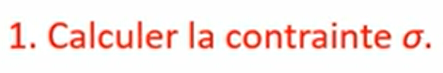 1. Calculer la contrainte σ.